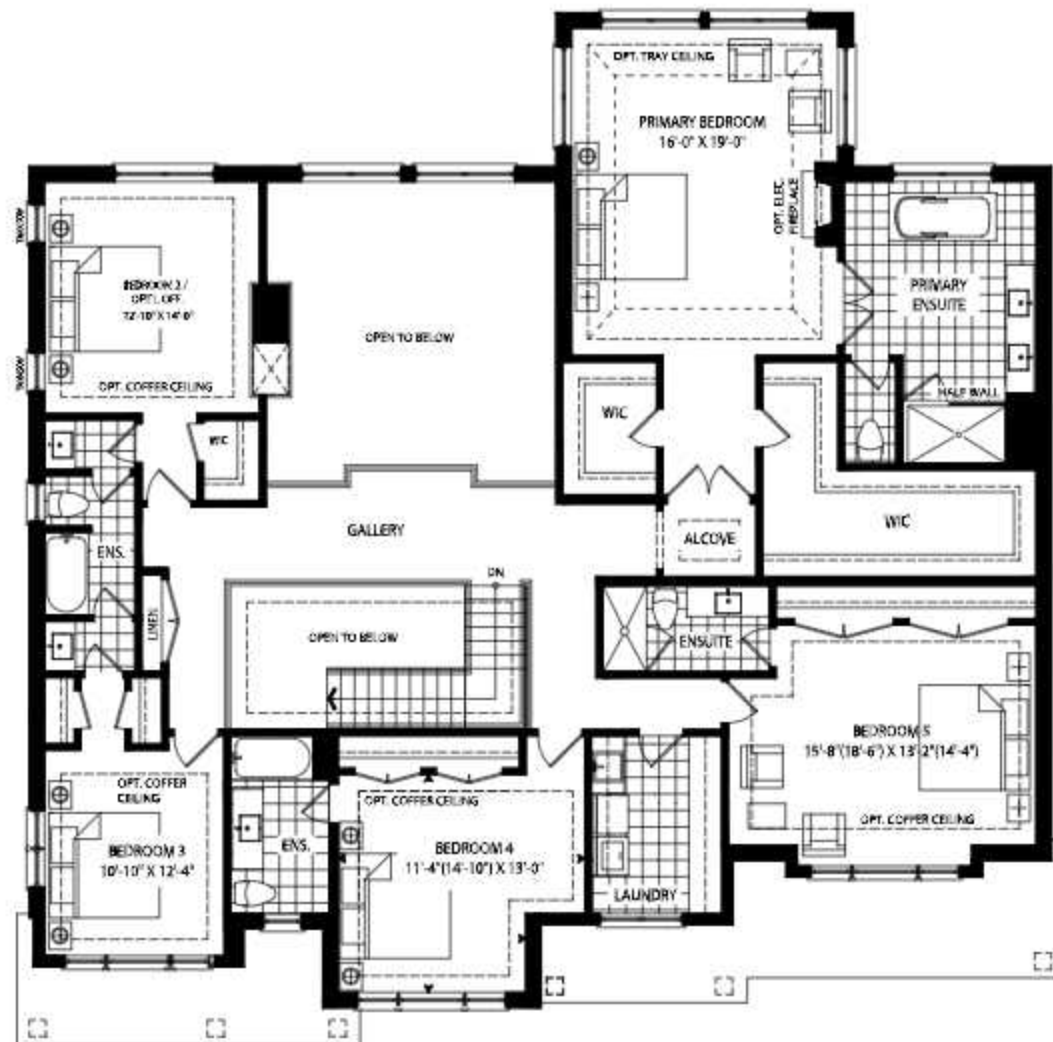 OPT. TRAY CEILING
PRIMARY BEDROOM
16'-0" X 19'-0"
OPT. ELEC.
FIREPLACE
PRIMARY
ENSUITE
HALF WALL
BEDROOM 2 /
OPT.
12'-10" X 14'-0"
OPT. COFFER CEILING
OPEN TO BELOW
WIC
WIC
WIC
GALLERY
ALCOVE
ENS.
LINEN
DN
OPEN TO BELOW
ENSUITE
BEDROOM 5
15'-8"(18'-6") X 13'-2"(14'-4")
OPT. COFFER CEILING
OPT. COFFER
CEILING
BEDROOM 3
10'-10" X 12'-4"
ENS.
OPT. COFFER CEILING
BEDROOM 4
11'-4"(14'-10") X 13'-0"
LAUNDRY